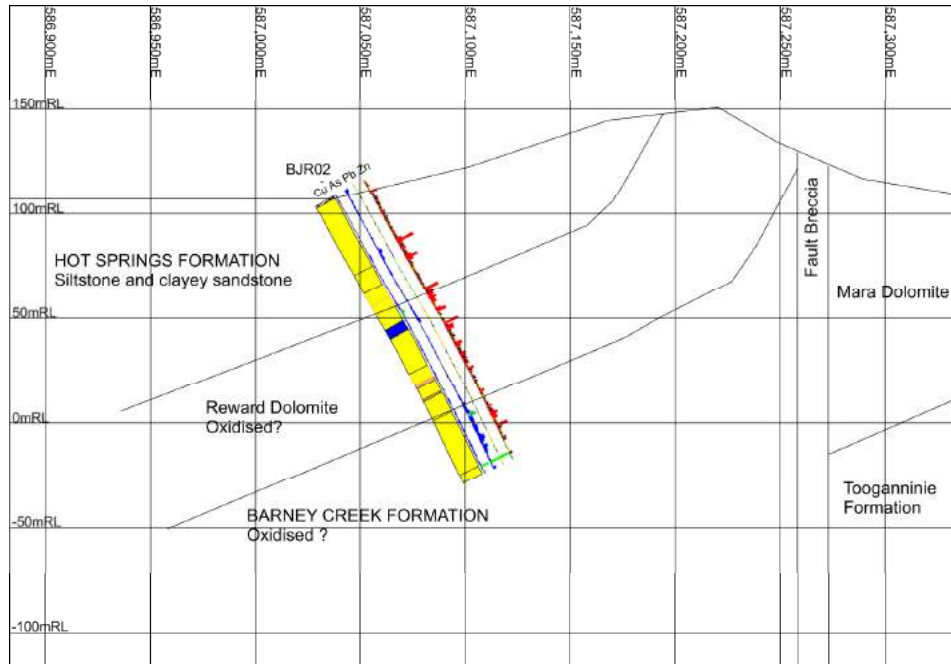 586,900mE
586,950mE
587,000mE
587,050mE
587,100mE
587,150mE
587,200mE
587,250mE
587,300mE
150mRL
BJR02
Cu As Pb Zn
100mRL
Fault Breccia
HOT SPRINGS FORMATION
Siltstone and clayey sandstone
Mara Dolomite
50mRL
Reward Dolomite
Oxidised?
0mRL
Tooganninie
Formation
BARNEY CREEK FORMATION
Oxidised ?
-50mRL
-100mRL